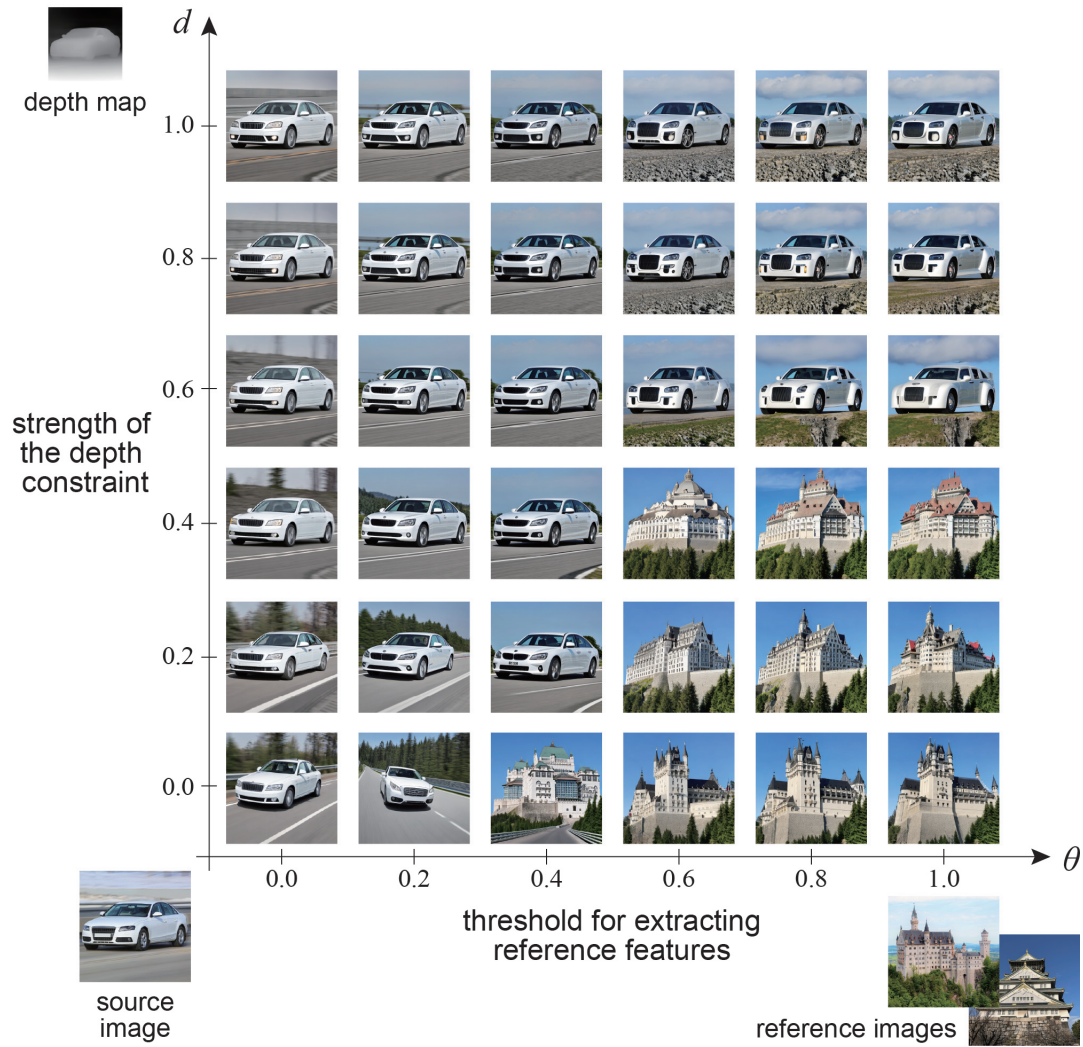 d
depth map
1.0
0.8
0.6
strength of
the depth
constraint
0.4
0.2
0.0
0.0 0.2 0.4 0.6 0.8 1.0 θ
threshold for extracting
reference features
source
image
reference images